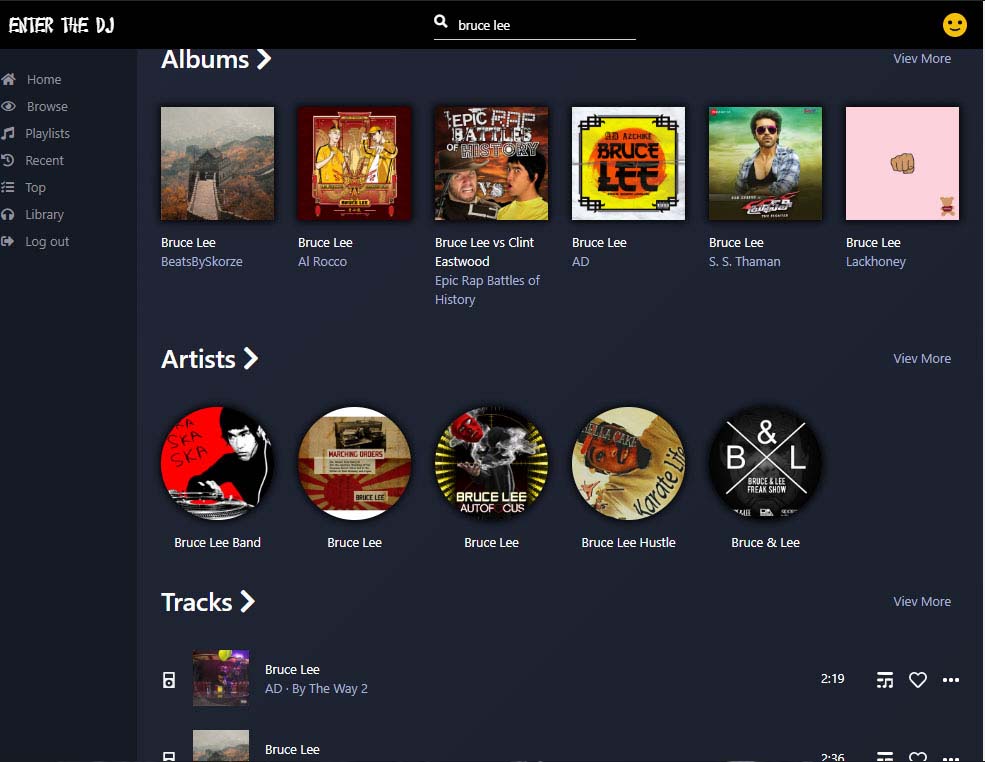 ENTER THE DJ
bruce lee
Home
Browse
Playlists
Recent
Top
Library
Log out
Albums
Viev More
EPIC RAP
BATTLES
OF HISTORY
VS
AD AZCHIKE
BRUCE
LEE
Bruce Lee
BeatsBySkorze
Bruce Lee
Al Rocco
Bruce Lee vs Clint
Eastwood
Epic Rap Battles of
History
Bruce Lee
AD
Bruce Lee
S. S. Thaman
Bruce Lee
Lackhoney
Artists
Viev More
SKA
SKA
MARCHING ORDERS
BRUCE LEE
BRUCE LEE
Karate Life
&
B L
BRUCE & LEE
FREAK SHOW
Bruce Lee Band
Bruce Lee
Bruce Lee
Bruce Lee Hustle
Bruce & Lee
Tracks
Viev More
Bruce Lee
AD · By The Way 2
2:19
Bruce Lee
2:36